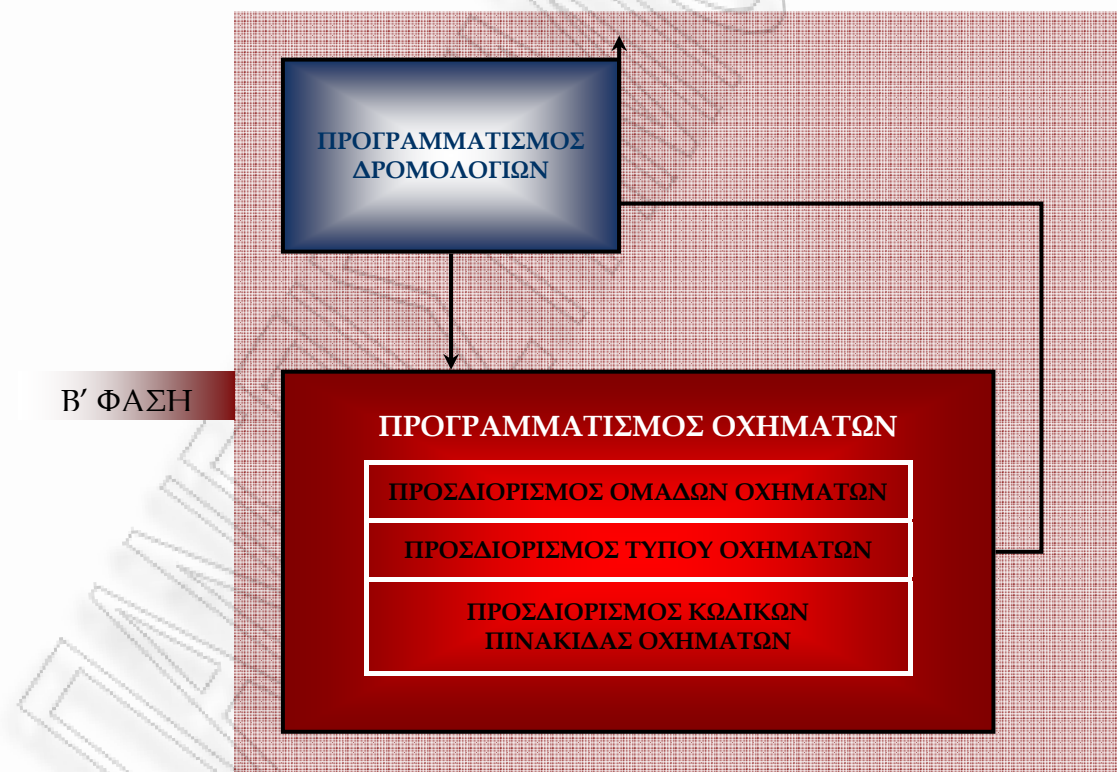 ΠΡΟΓΡΑΜΜΑΤΙΣΜΟΣ
ΔΡΟΜΟΛΟΓΙΩΝ
Β΄ ΦΑΣΗ
ΠΡΟΓΡΑΜΜΑΤΙΣΜΟΣ ΟΧΗΜΑΤΩΝ
ΠΡΟΣΔΙΟΡΙΣΜΟΣ ΟΜΑΔΩΝ ΟΧΗΜΑΤΩΝ
ΠΡΟΣΔΙΟΡΙΣΜΟΣ ΤΥΠΟΥ ΟΧΗΜΑΤΩΝ
ΠΡΟΣΔΙΟΡΙΣΜΟΣ ΚΩΔΙΚΩΝ
ΠΙΝΑΚΙΔΑΣ ΟΧΗΜΑΤΩΝ